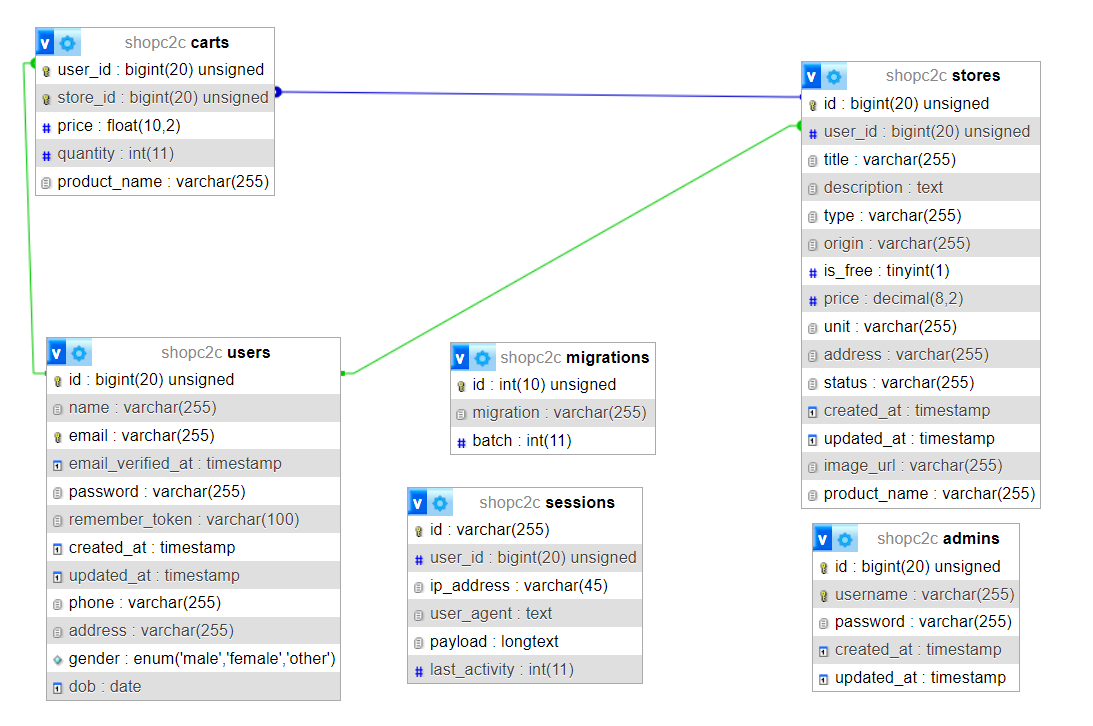 v shopc2c carts
user_id : bigint(20) unsigned
store_id : bigint(20) unsigned
# price : float(10,2)
# quantity : int(11)
product_name : varchar(255)
v shopc2c stores
id : bigint(20) unsigned
# user_id : bigint(20) unsigned
title : varchar(255)
description : text
type : varchar(255)
origin : varchar(255)
# is_free : tinyint(1)
# price : decimal(8,2)
unit : varchar(255)
address : varchar(255)
status : varchar(255)
created_at : timestamp
updated_at : timestamp
image_url : varchar(255)
product_name : varchar(255)
v shopc2c users
id : bigint(20) unsigned
name : varchar(255)
email : varchar(255)
email_verified_at : timestamp
password : varchar(255)
remember_token : varchar(100)
created_at : timestamp
updated_at : timestamp
phone : varchar(255)
address : varchar(255)
gender : enum('male','female','other')
dob : date
v shopc2c migrations
id : int(10) unsigned
migration : varchar(255)
# batch : int(11)
v shopc2c sessions
id : varchar(255)
# user_id : bigint(20) unsigned
ip_address : varchar(45)
user_agent : text
payload : longtext
# last_activity : int(11)
v shopc2c admins
id : bigint(20) unsigned
username : varchar(255)
password : varchar(255)
created_at : timestamp
updated_at : timestamp